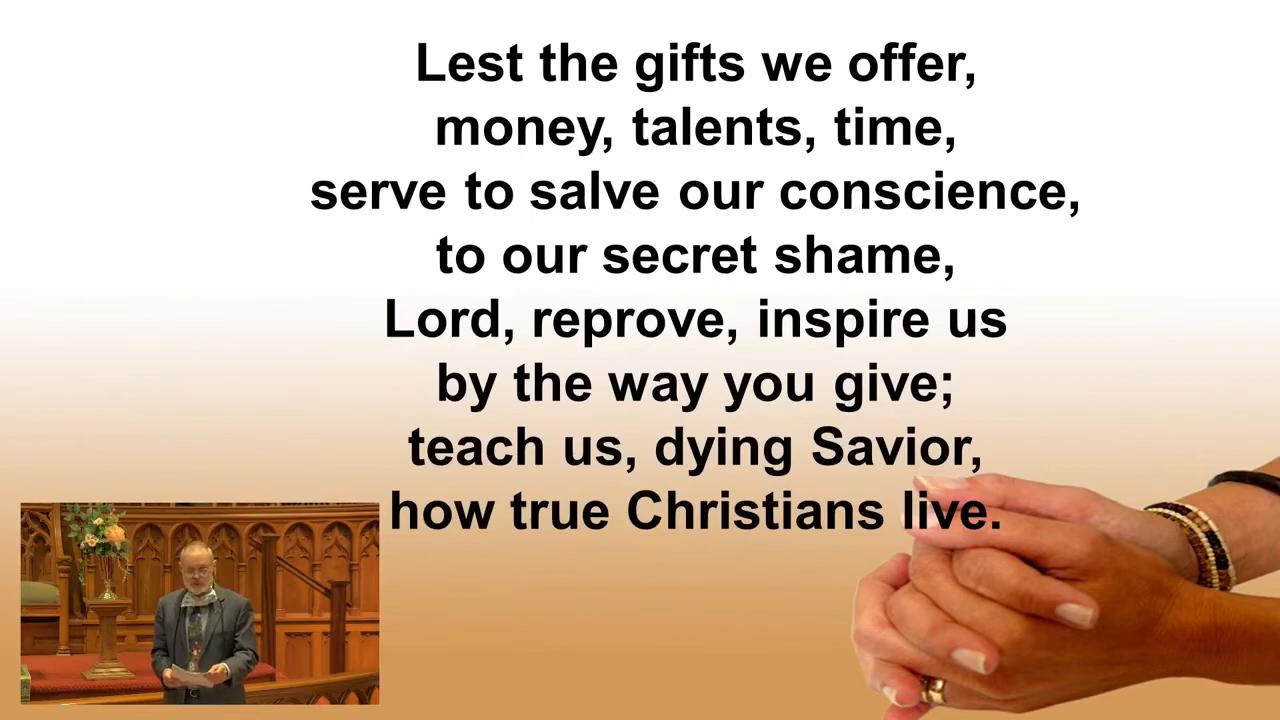 Lest the gifts we offer,
money, talents, time,
serve to salve our conscience,
to our secret shame,
Lord, reprove, inspire us
by the way you give;
teach us, dying Savior,
how true Christians live.